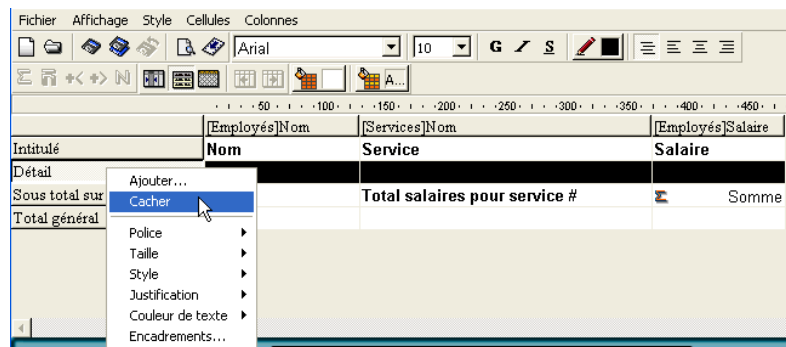 Fichier Affichage Style Cellules Colonnes
Arial 10 G I S
A...
50 100 150 200 250 300 350 400 450
[Employés]Nom [Services]Nom [Employés]Salaire
Intitulé Nom Service Salaire
Détail
Sous total sur Total salaires pour service # Σ Somme
Total général
Ajouter...
Cacher
Police
Taille
Style
Justification
Couleur de texte
Encadrements...